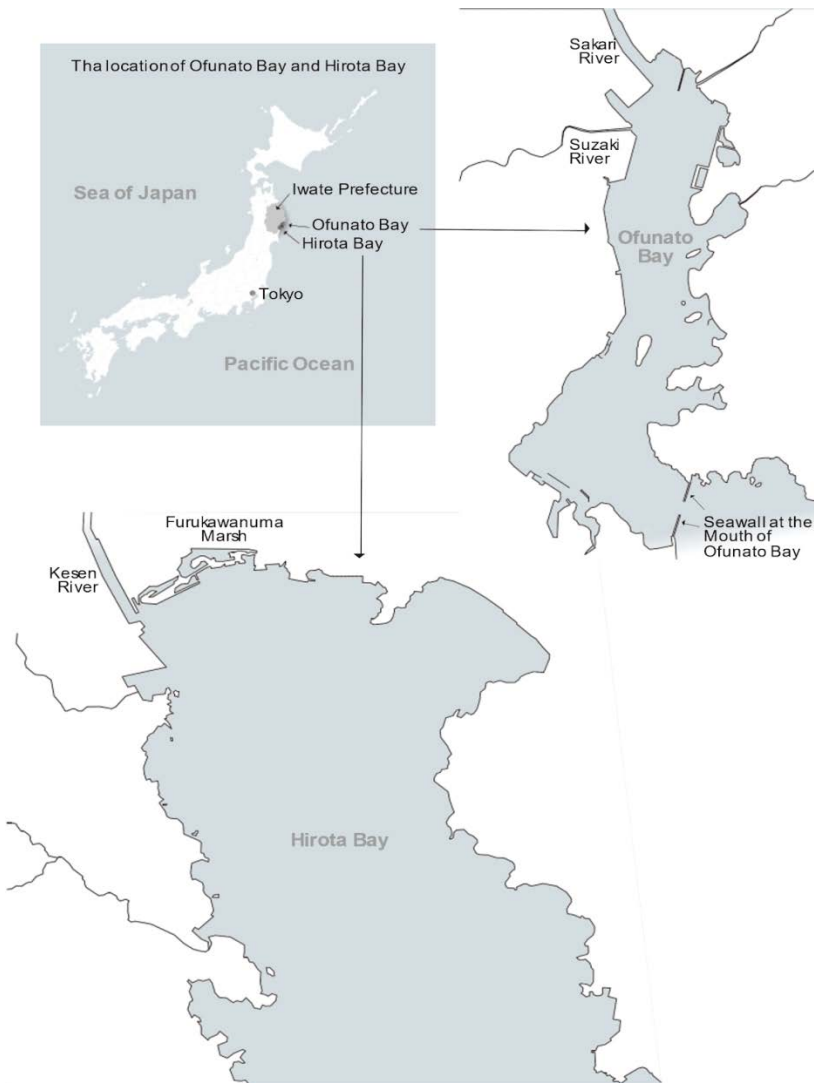 Tha location of Ofunato Bay and Hirota Bay
Sea of Japan
Iwate Prefecture
Ofunato Bay
Hirota Bay
Tokyo
Pacific Ocean
Sakari
River
Suzaki
River
Ofunato
Bay
Seawall at the
Mouth of
Ofunato Bay
Furukawanuma
Marsh
Kesen
River
Hirota Bay